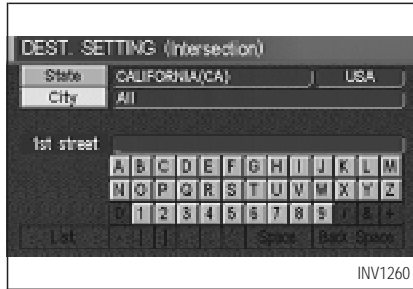 DEST. SETTING (Intersection)
State CALIFORNIA(CA) USA
City All
1st street
A B C D E F G H I J K L M
N O P Q R S T U V W X Y Z
0 1 2 3 4 5 6 7 8 9 / & +
List Space Back Space
INV1260